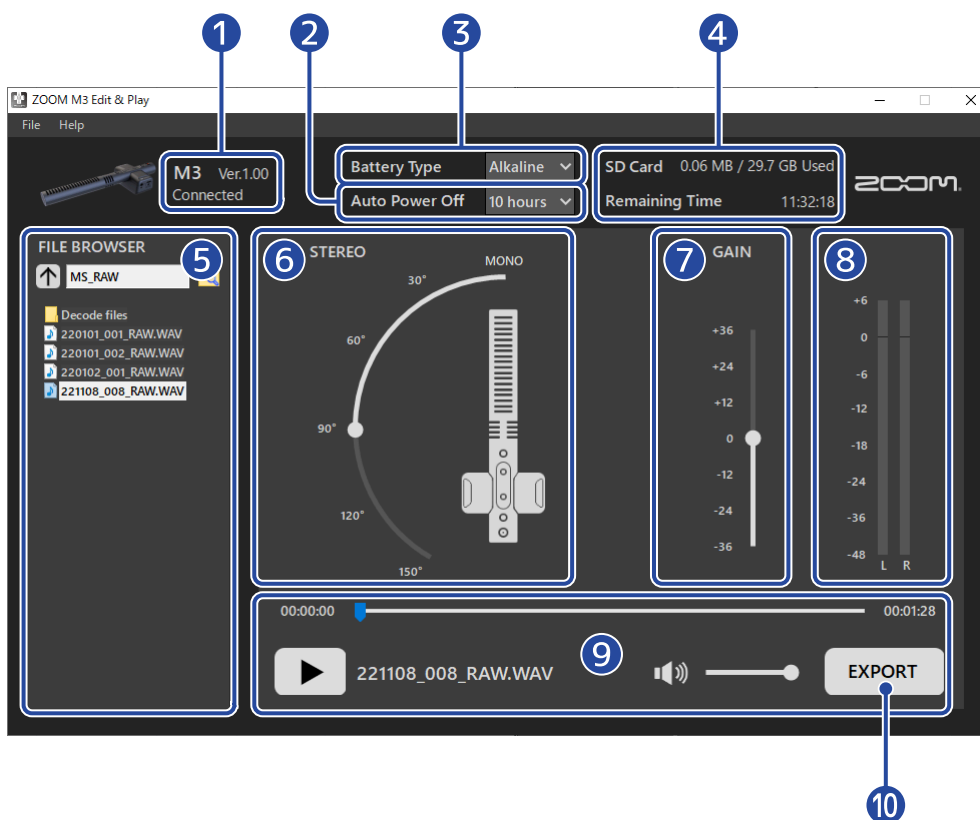 1 2 3 4
ZOOM M3 Edit & Play
File Help
M3 Ver.1.00
Connected
Battery Type Alkaline
Auto Power Off 10 hours
SD Card 0.06 MB / 29.7 GB Used
Remaining Time 11:32:18
ZOOM
FILE BROWSER
5
MS_RAW
Decode files
220101_001_RAW.WAV
220101_002_RAW.WAV
220102_001_RAW.WAV
221108_008_RAW.WAV
6 STEREO
MONO
30°
60°
90°
120°
150°
7 GAIN
+36
+24
+12
0
-12
-24
-36
8
+6
0
-6
-12
-18
-24
-36
-48
L R
00:00:00 00:01:28
221108_008_RAW.WAV
9
EXPORT
10